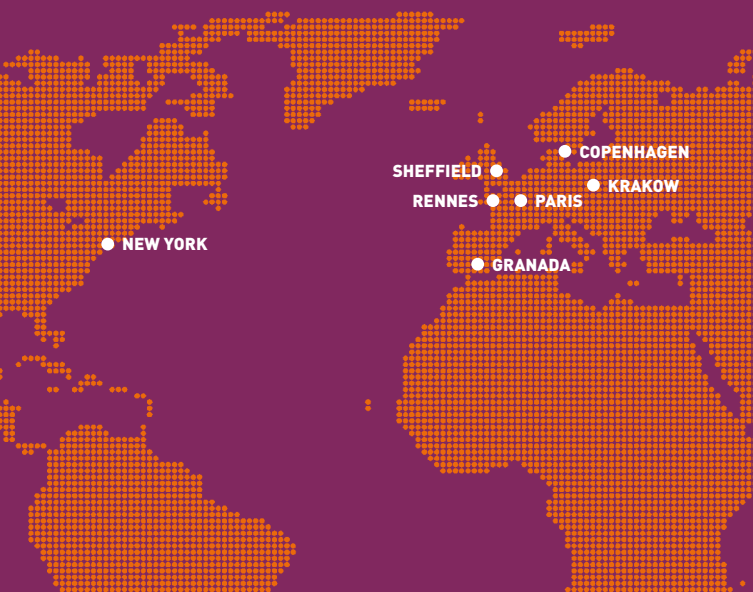 COPENHAGEN
SHEFFIELD
KRAKOW
RENNES
PARIS
NEW YORK
GRANADA